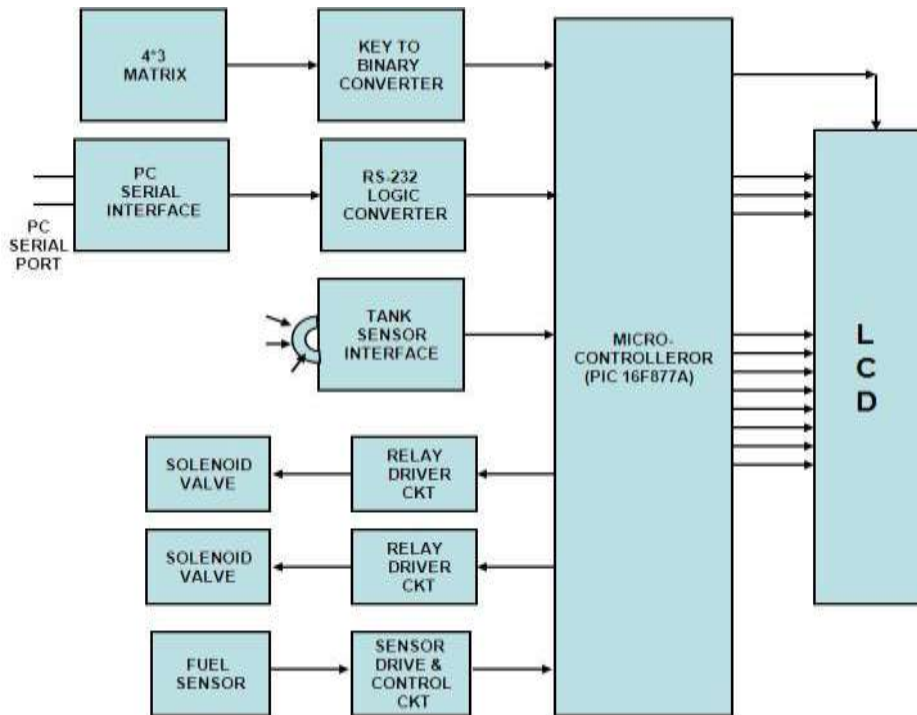 4*3
MATRIX
KEY TO
BINARY
CONVERTER
PC
SERIAL
INTERFACE
RS-232
LOGIC
CONVERTER
PC
SERIAL
PORT
TANK
SENSOR
INTERFACE
MICRO-
CONTROLLEROR
(PIC 16F877A)
L
C
D
SOLENOID
VALVE
RELAY
DRIVER
CKT
SOLENOID
VALVE
RELAY
DRIVER
CKT
FUEL
SENSOR
SENSOR
DRIVE &
CONTROL
CKT